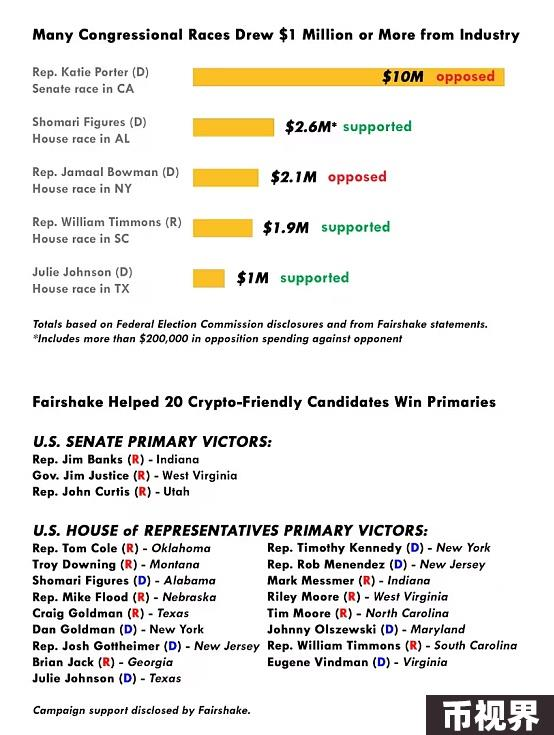 Many Congressional Races Drew $1 Million or More from Industry
Rep. Katie Porter (D)
Senate race in CA
$10M opposed
Shomari Figures (D)
House race in AL
$2.6M* supported
Rep. Jamaal Bowman (D)
House race in NY
$2.1M opposed
Rep. William Timmons (R)
House race in SC
$1.9M supported
Julie Johnson (D)
House race in TX
$1M supported
Totals based on Federal Election Commission disclosures and from Fairshake statements.
*Includes more than $200,000 in opposition spending against opponent
Fairshake Helped 20 Crypto-Friendly Candidates Win Primaries
U.S. SENATE PRIMARY VICTORS:
Rep. Jim Banks (R) - Indiana
Gov. Jim Justice (R) - West Virginia
Rep. John Curtis (R) - Utah
U.S. HOUSE of REPRESENTATIVES PRIMARY VICTORS:
Rep. Tom Cole (R) - Oklahoma
Troy Downing (R) - Montana
Shomari Figures (D) - Alabama
Rep. Mike Flood (R) - Nebraska
Craig Goldman (R) - Texas
Dan Goldman (D) - New York
Rep. Josh Gottheimer (D) - New Jersey
Brian Jack (R) - Georgia
Julie Johnson (D) - Texas
Rep. Timothy Kennedy (D) - New York
Rep. Rob Menendez (D) - New Jersey
Mark Messmer (R) - Indiana
Riley Moore (R) - West Virginia
Tim Moore (R) - North Carolina
Johnny Olszewski (D) - Maryland
Rep. William Timmons (R) - South Carolina
Eugene Vindman (D) - Virginia
Campaign support disclosed by Fairshake.
币视界